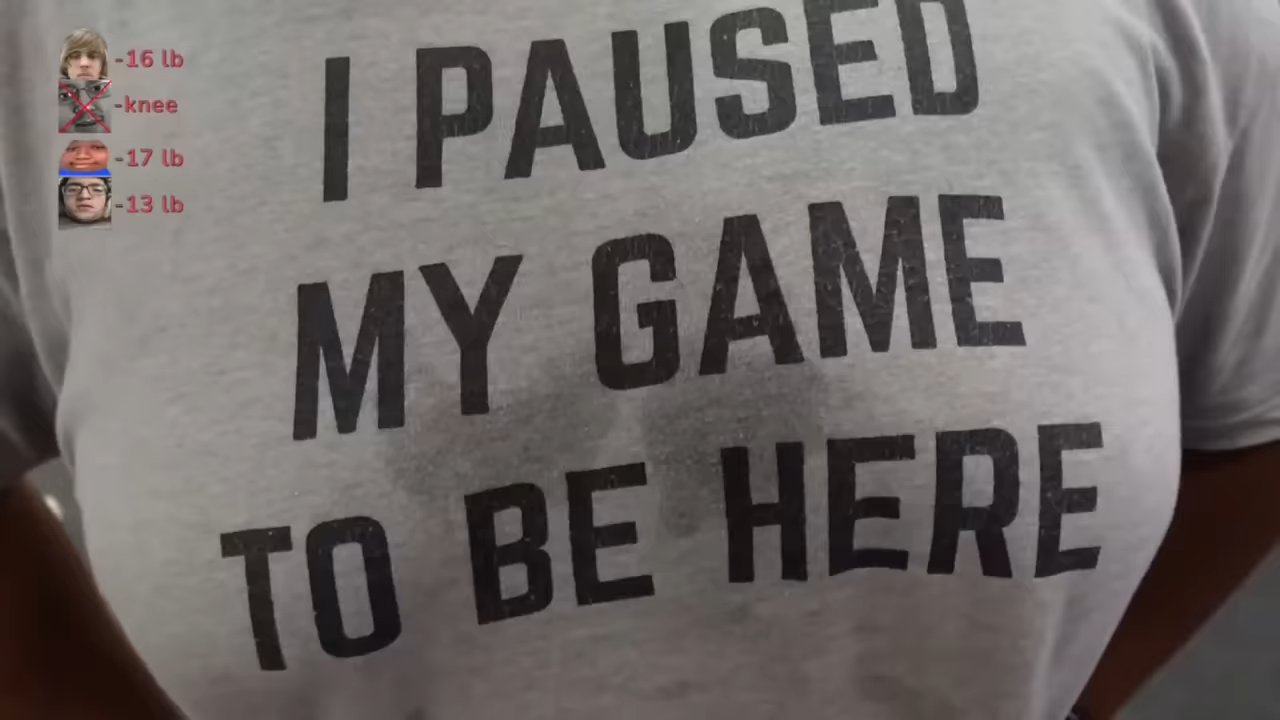 -16 lb
-knee
-17 lb
-13 lb
I PAUSED
MY GAME
TO BE HERE